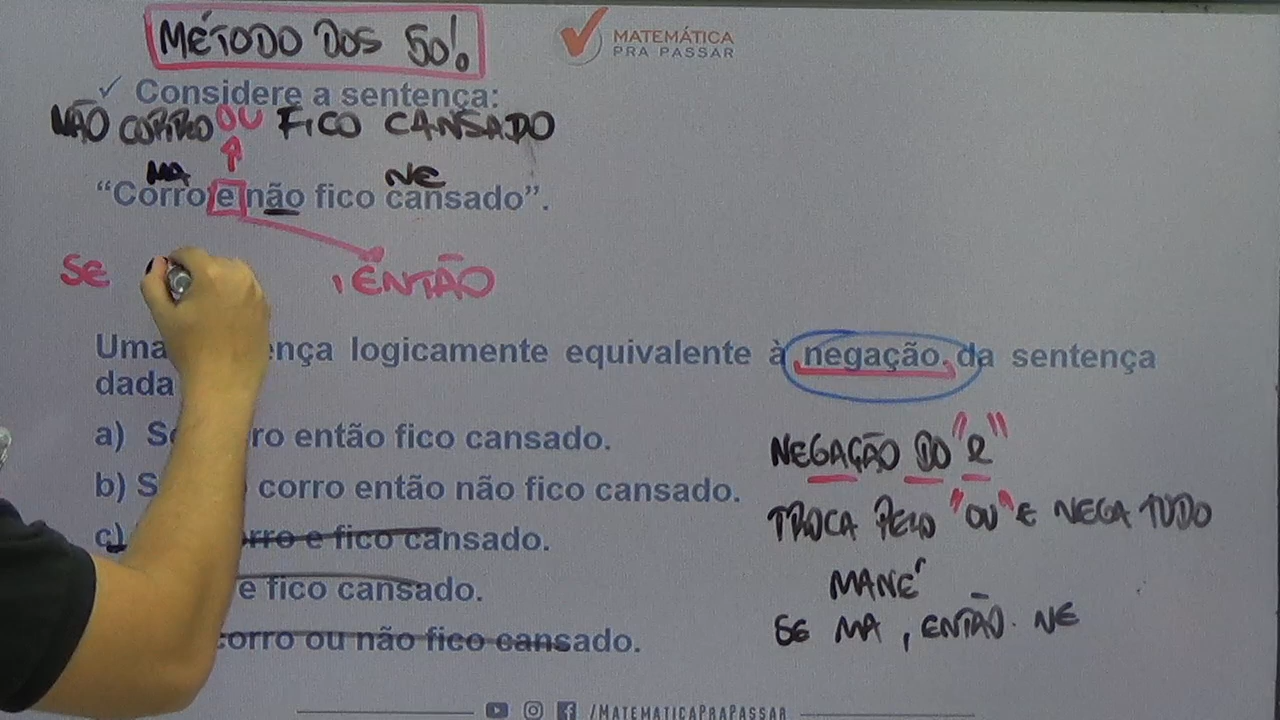 MÉTODO DOS 50%
MATEMÁTICA
PRA PASSAR
✓ Considere a sentença:
NÃO CORRO OU FICO CANSADO
MA NE
“Corro e não fico cansado”.
SE , ENTÃO
Uma logicamente equivalente à negação da sentença
dada
a) então fico cansado.
b) corro então não fico cansado.
c) e fico cansado.
e fico cansado.
corro ou não fico cansado.
NEGAÇÃO DO "e"
TROCA PELO "OU" E NEGA TUDO
MANÉ
SE MA, ENTÃO NE
/MATEMATICAPRAPASSAR